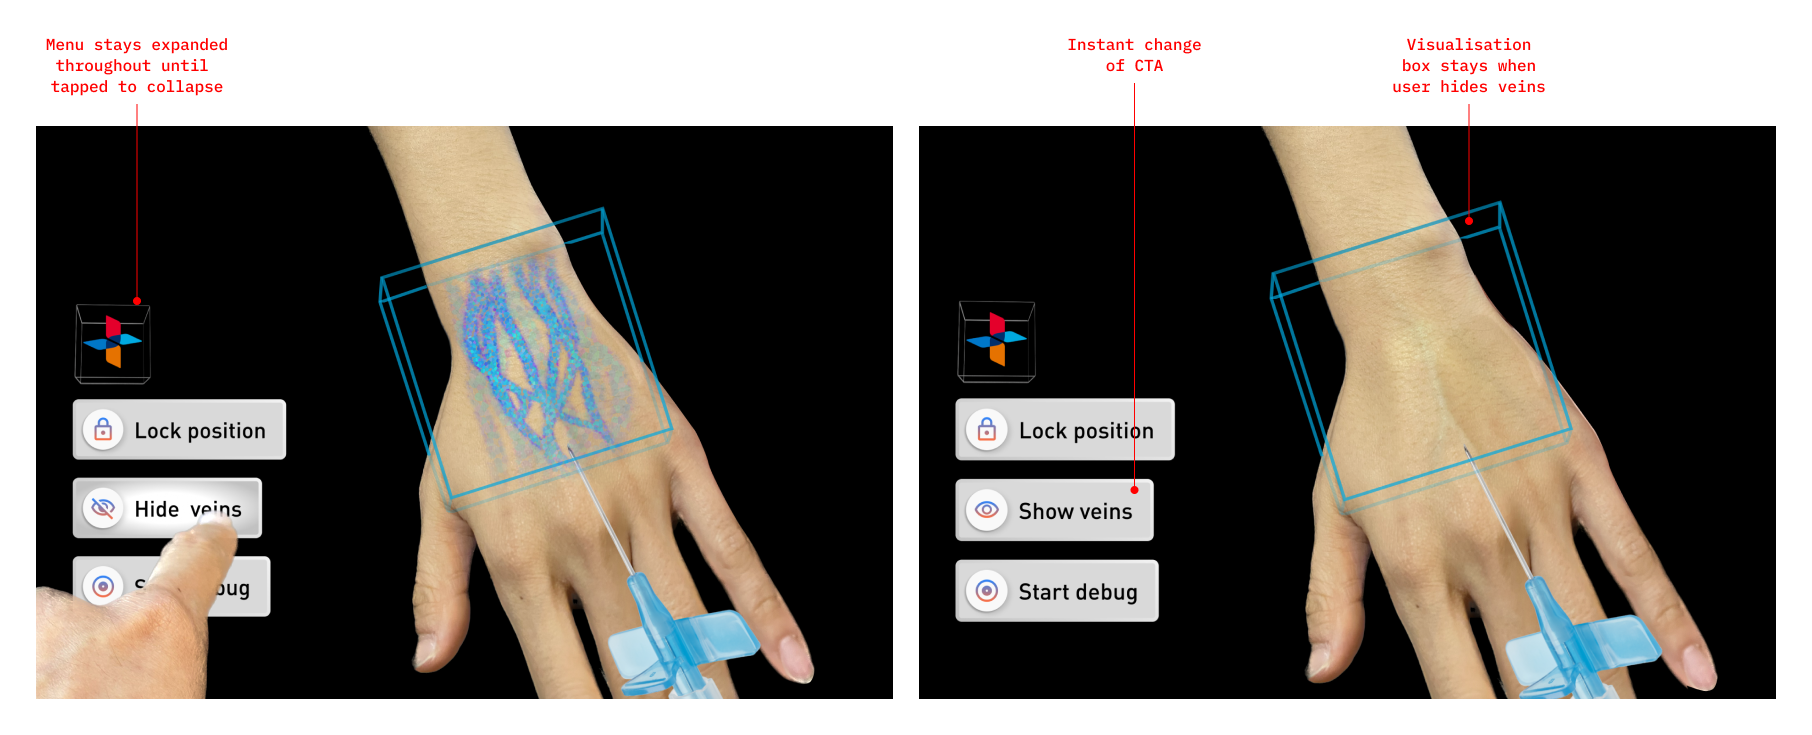 Menu stays expanded
throughout until
tapped to collapse
Instant change
of CTA
Visualisation
box stays when
user hides veins
Lock position
Hide veins
bug
Lock position
Show veins
Start debug